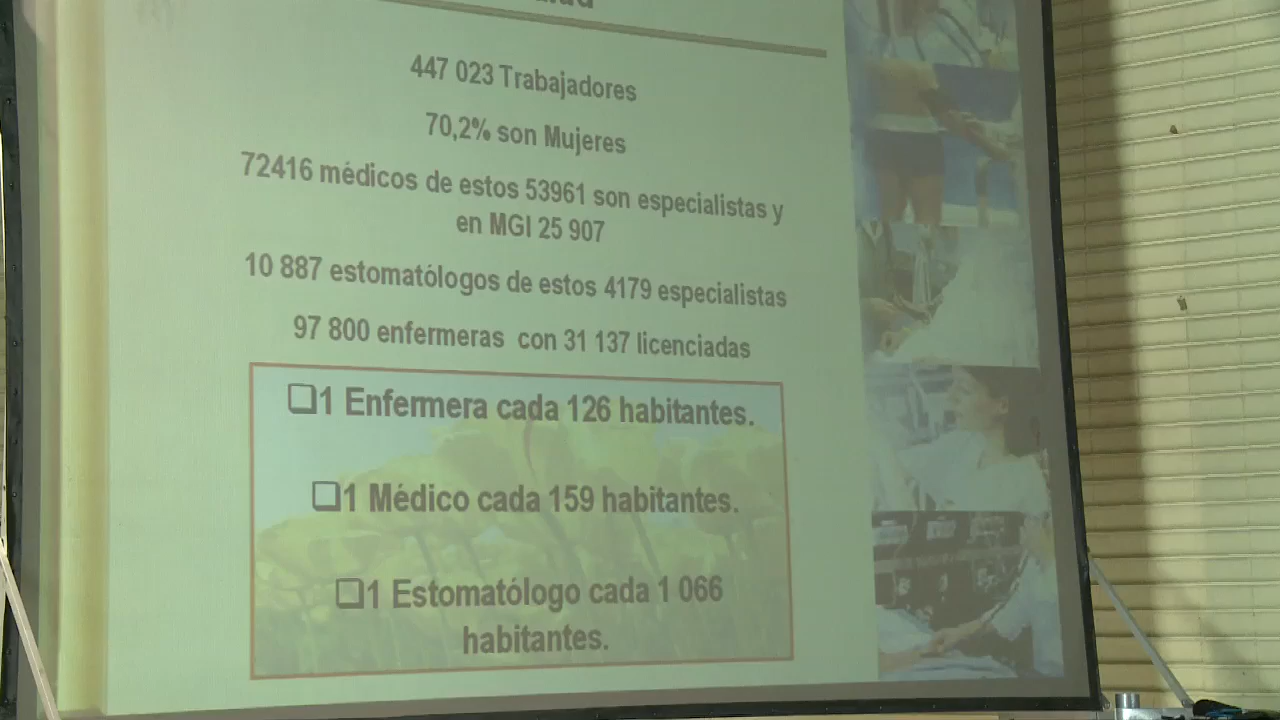 447 023 Trabajadores
70,2% son Mujeres
72416 médicos de estos 53961 son especialistas y
en MGI 25 907
10 887 estomatólogos de estos 4179 especialistas
97 800 enfermeras con 31 137 licenciadas
❑1 Enfermera cada 126 habitantes.
❑1 Médico cada 159 habitantes.
❑1 Estomatólogo cada 1 066
habitantes.